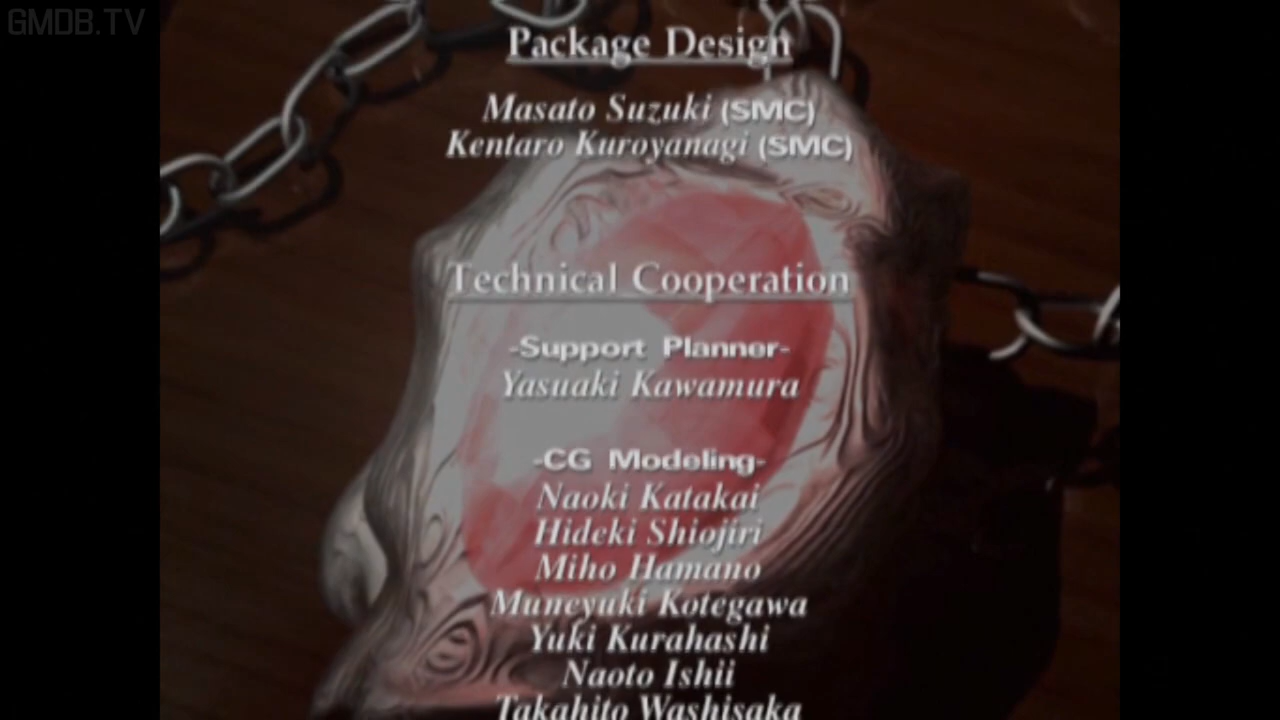 GMDB.TV
Package Design
Masato Suzuki (SMC)
Kentaro Kuroyanagi (SMC)
Technical Cooperation
-Support Planner-
Yasuaki Kawamura
-CG Modeling-
Naoki Katakai
Hideki Shiojiri
Miho Hamano
Muneyuki Kotegawa
Yuki Kurahashi
Naoto Ishii
Takahito Washisaka